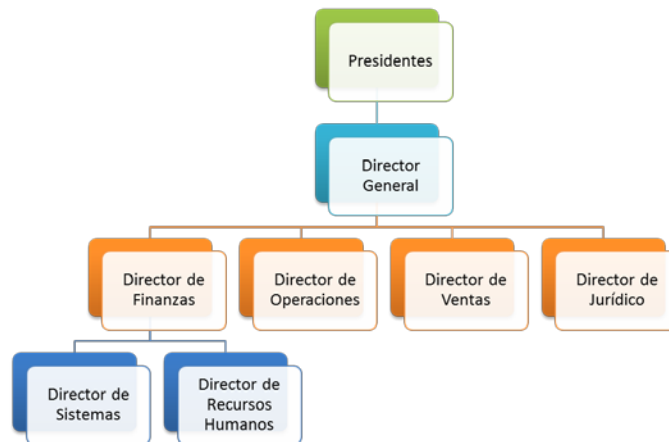 Presidentes
Director
General
Director de
Finanzas
Director de
Operaciones
Director de
Ventas
Director de
Jurídico
Director de
Sistemas
Director de
Recursos
Humanos